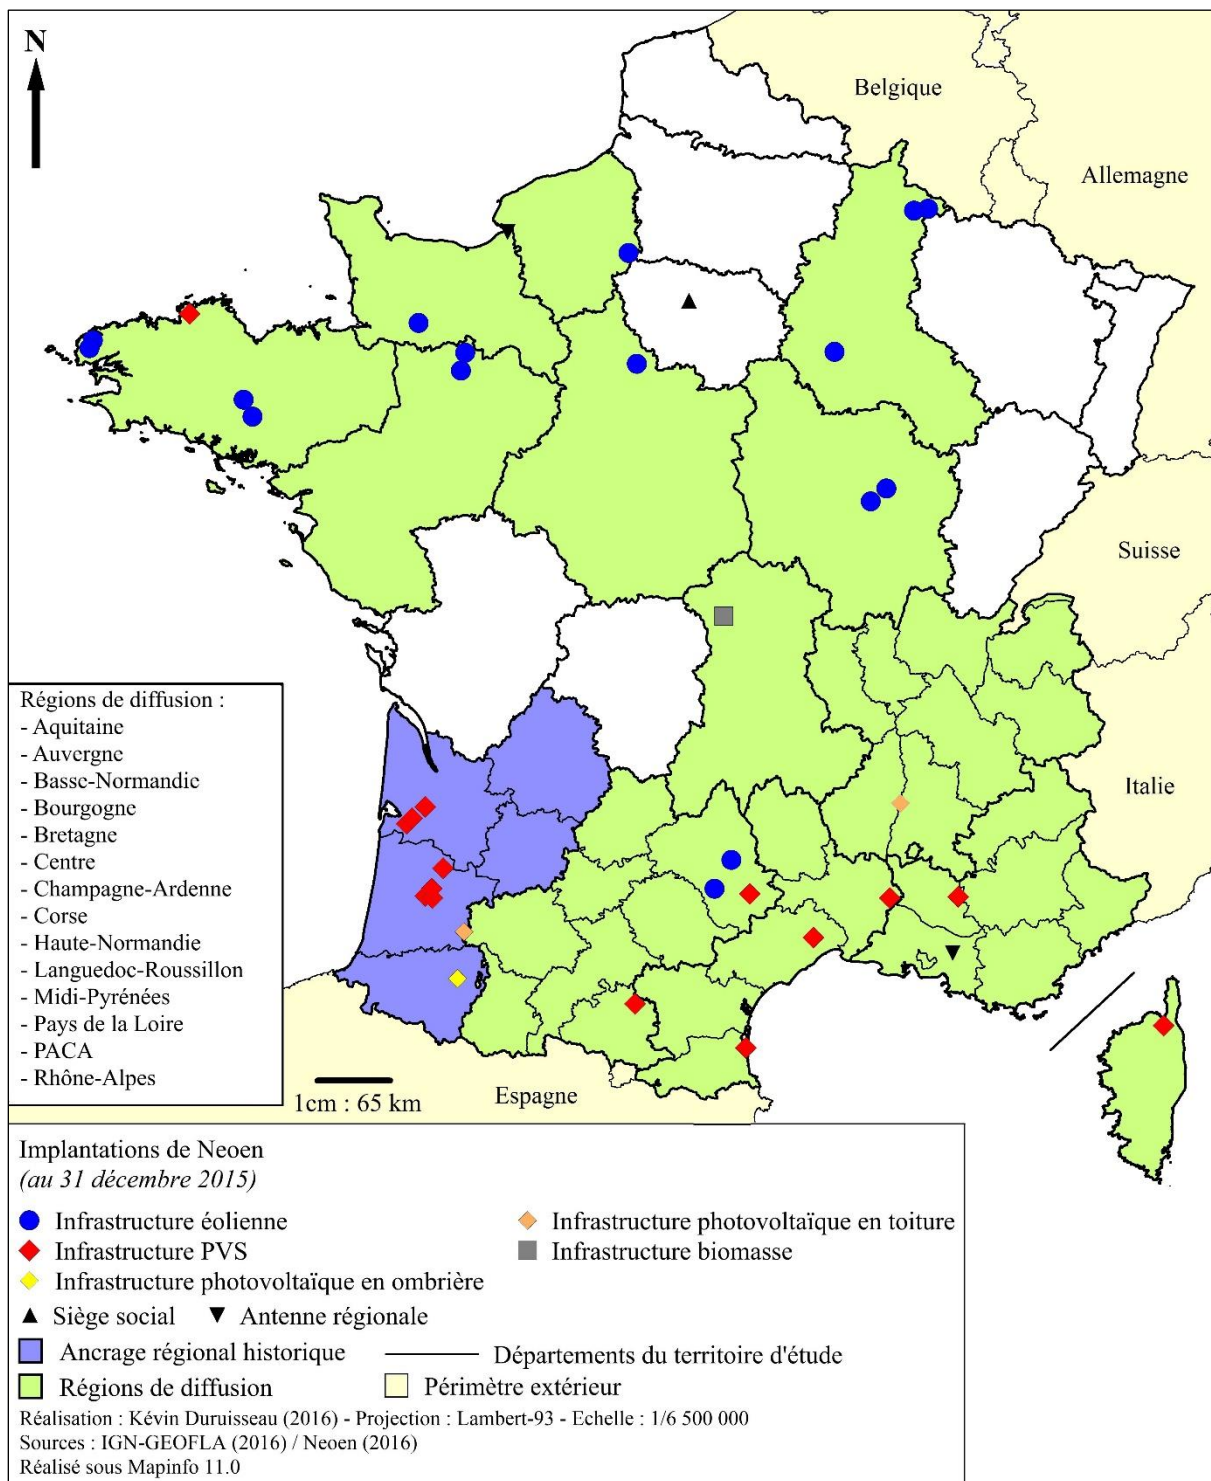 N
Belgique
Allemagne
Suisse
Italie
Régions de diffusion :
- Aquitaine
- Auvergne
- Basse-Normandie
- Bourgogne
- Bretagne
- Centre
- Champagne-Ardenne
- Corse
- Haute-Normandie
- Languedoc-Roussillon
- Midi-Pyrénées
- Pays de la Loire
- PACA
- Rhône-Alpes
1cm : 65 km
Espagne
Implantations de Neoen
(au 31 décembre 2015)
Infrastructure éolienne
Infrastructure photovoltaïque en toiture
Infrastructure PVS
Infrastructure biomasse
Infrastructure photovoltaïque en ombrière
Siège social
Antenne régionale
Ancrage régional historique
Départements du territoire d'étude
Régions de diffusion
Périmètre extérieur
Réalisation : Kévin Duruisseau (2016) - Projection : Lambert-93 - Echelle : 1/6 500 000
Sources : IGN-GEOFLA (2016) / Neoen (2016)
Réalisé sous Mapinfo 11.0